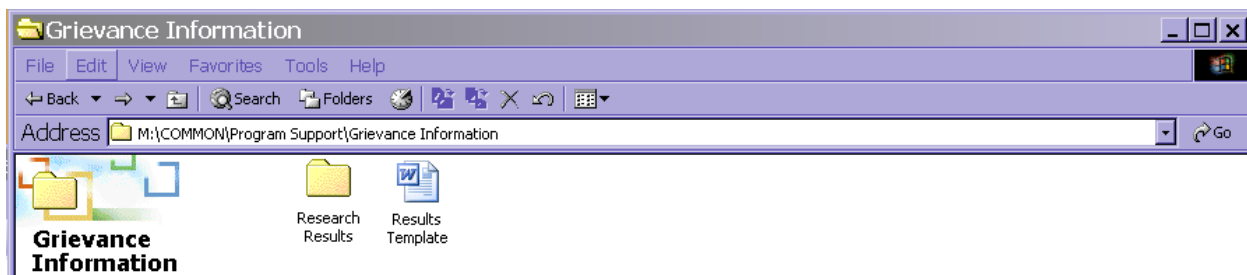 Grievance Information
File Edit View Favorites Tools Help
Back Search Folders
Address M:\COMMON\Program Support\Grievance Information Go
Research Results
Results Template
Grievance
Information